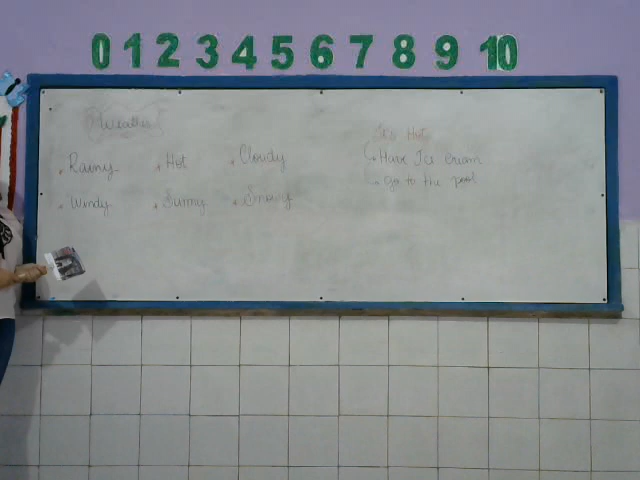 0 1 2 3 4 5 6 7 8 9 10
Weather
Rainy Hot Cloudy
Windy Sunny Snowy
It's Hot
Have Ice cream
go to the pool